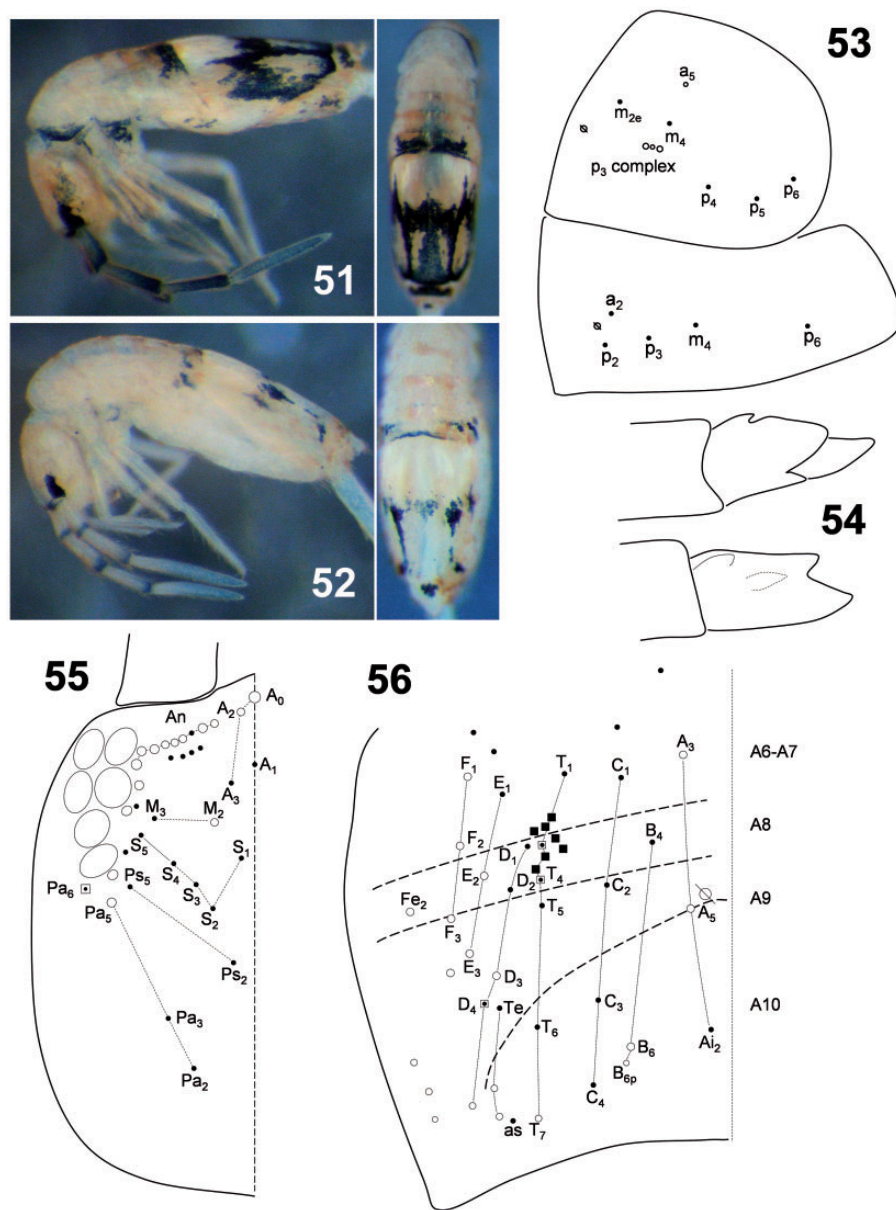 51
52
53
a5
m2e
m4
p3 complex
p4
p5
p6
a2
p2
p3
m4
p6
54
55
An
A2
A0
A1
A3
M3
M2
S5
S1
S4
Ps5
S3
Pa6
S2
Pa5
Ps2
Pa3
Pa2
56
A3
A6-A7
F1
E1
T1
C1
A8
F2
D1
B4
E2
D2
T4
C2
A9
Fe2
F3
T5
A5
E3
D3
D4
Te
C3
A10
T6
B6
Ai2
B6p
C4
as
T7